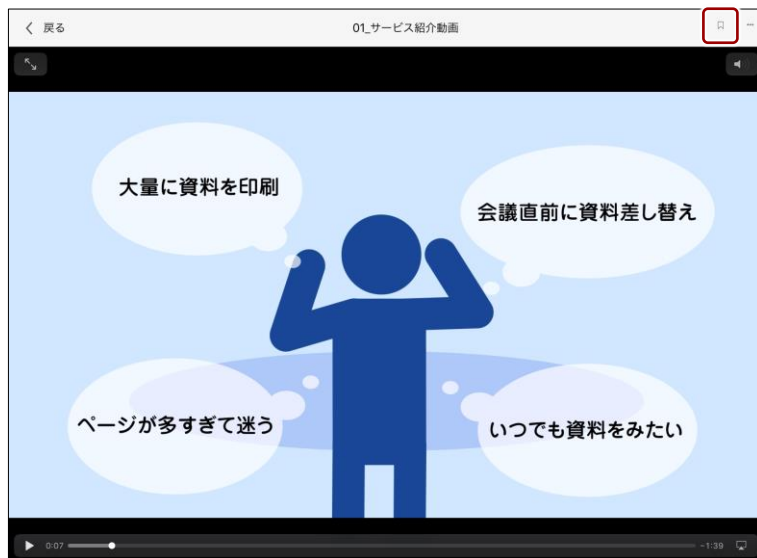 戻る
01_サービス紹介動画
大量に資料を印刷
会議直前に資料差し替え
ページが多すぎて迷う
いつでも資料をみたい
0:07
-1:39